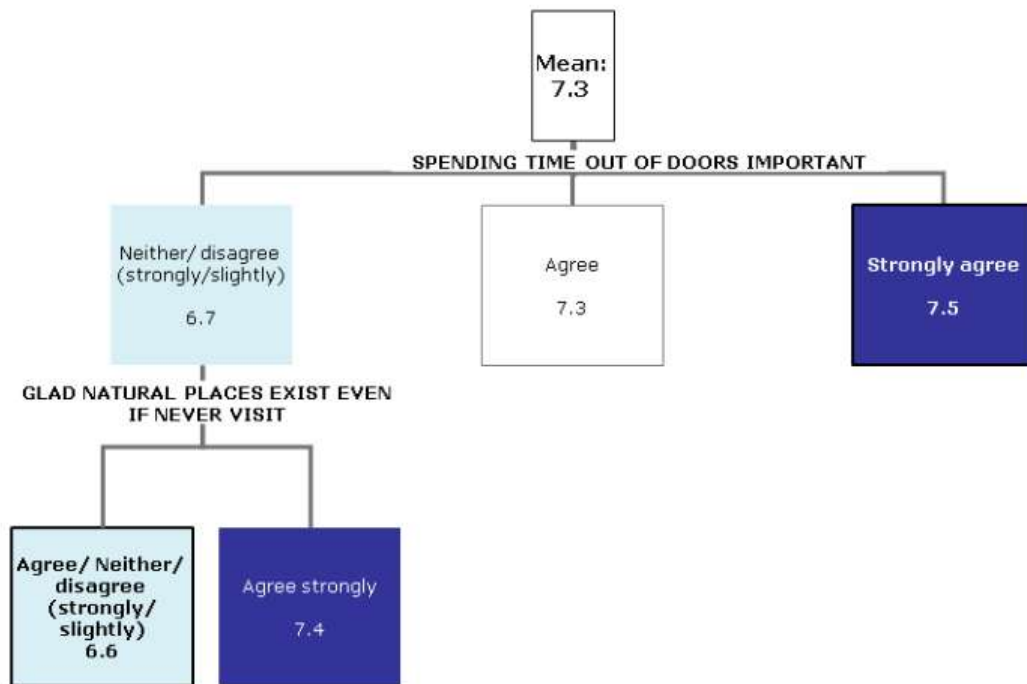 Mean:
7.3
SPENDING TIME OUT OF DOORS IMPORTANT
Neither/ disagree
(strongly/slightly)
6.7
Agree
7.3
Strongly agree
7.5
GLAD NATURAL PLACES EXIST EVEN
IF NEVER VISIT
Agree/ Neither/
disagree
(strongly/
slightly)
6.6
Agree strongly
7.4